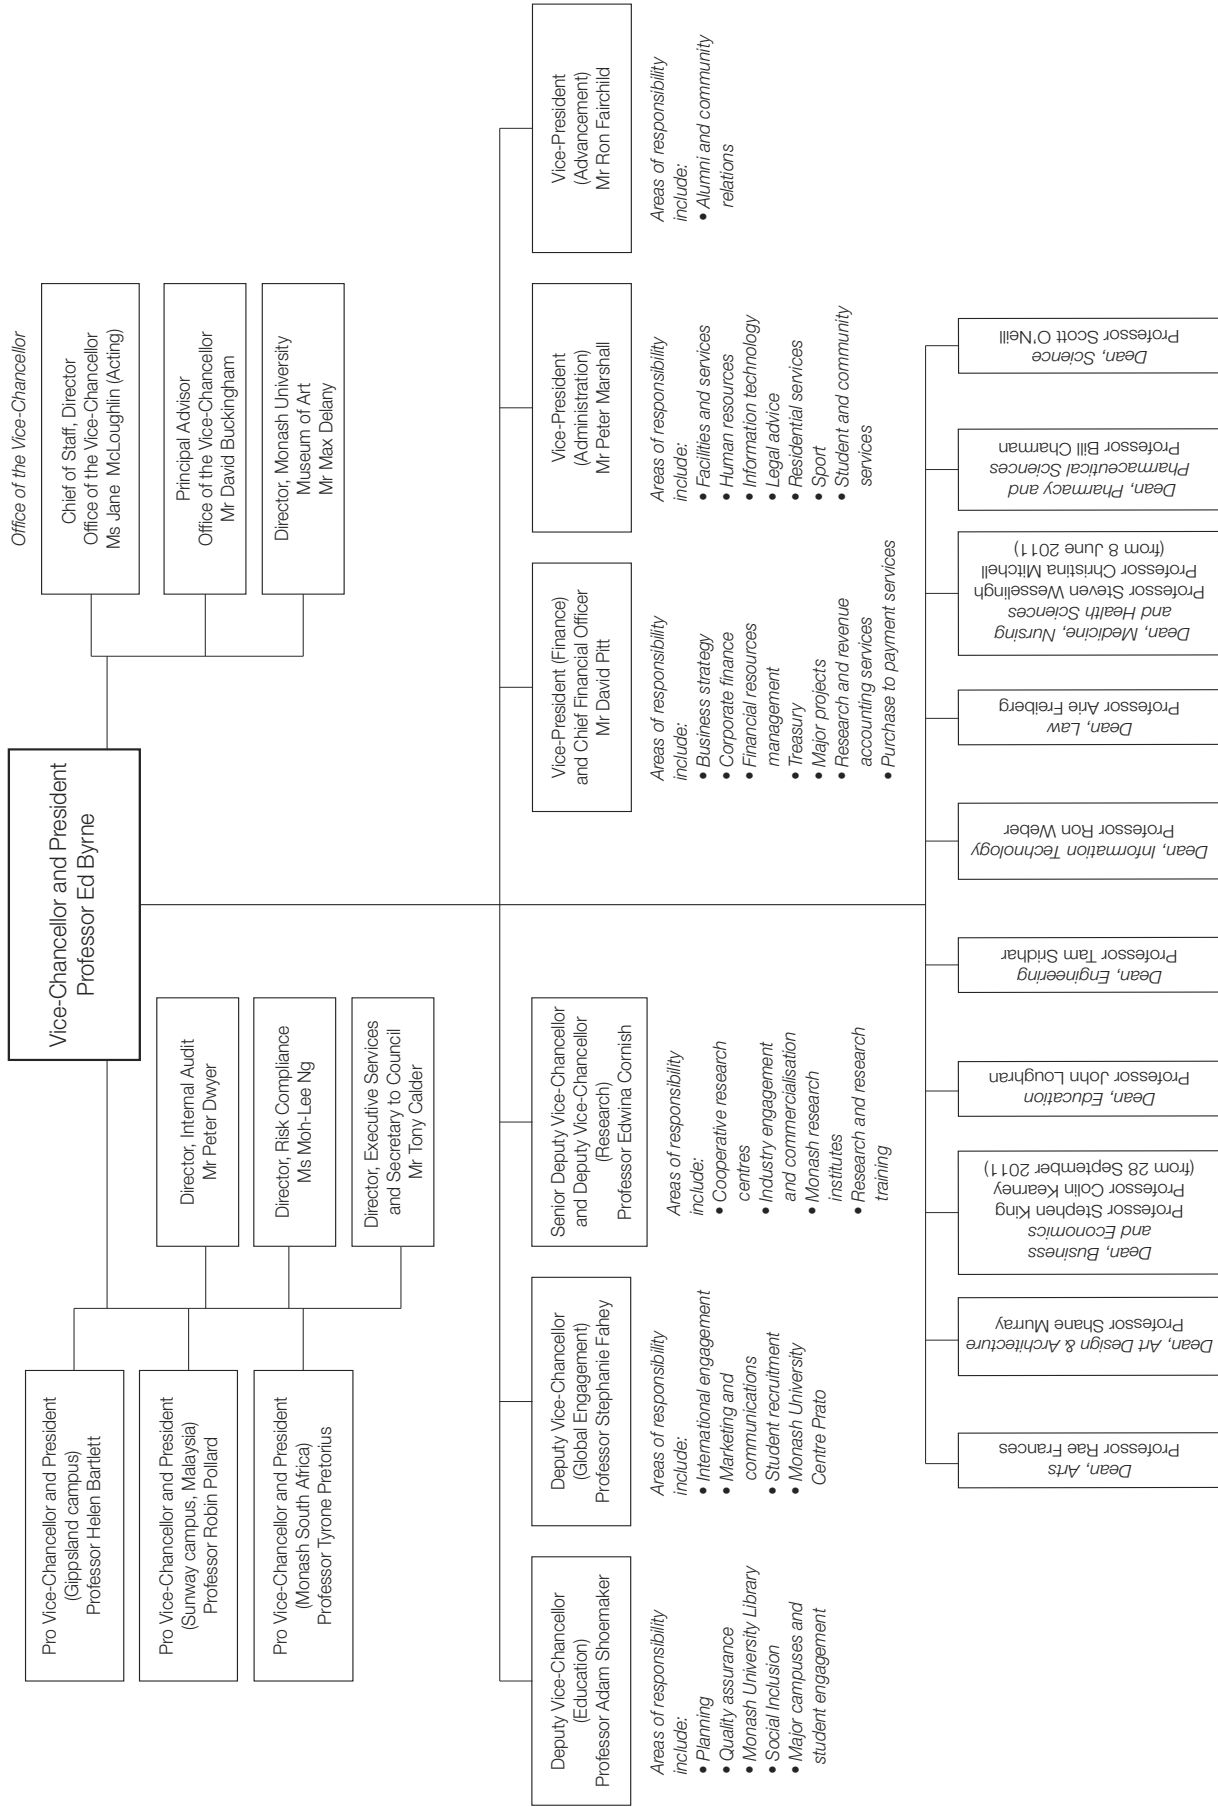 Vice-Chancellor and President
Professor Ed Byrne
Office of the Vice-Chancellor
Chief of Staff, Director
Office of the Vice-Chancellor
Ms Jane McLoughlin (Acting)
Principal Advisor
Office of the Vice-Chancellor
Mr David Buckingham
Director, Monash University
Museum of Art
Mr Max Delany
Pro Vice-Chancellor and President
(Gippsland campus)
Professor Helen Bartlett
Pro Vice-Chancellor and President
(Sunway campus, Malaysia)
Professor Robin Pollard
Pro Vice-Chancellor and President
(Monash South Africa)
Professor Tyrone Pretorius
Director, Internal Audit
Mr Peter Dwyer
Director, Risk Compliance
Ms Moh-Lee Ng
Director, Executive Services
and Secretary to Council
Mr Tony Calder
Deputy Vice-Chancellor
(Education)
Professor Adam Shoemaker
Areas of responsibility
include:
• Planning
• Quality assurance
• Monash University Library
• Social Inclusion
• Major campuses and
student engagement
Deputy Vice-Chancellor
(Global Engagement)
Professor Stephanie Fahey
Areas of responsibility
include:
• International engagement
• Marketing and
communications
• Student recruitment
• Monash University
Centre Prato
Senior Deputy Vice-Chancellor
and Deputy Vice-Chancellor
(Research)
Professor Edwina Cornish
Areas of responsibility
include:
• Cooperative research
centres
• Industry engagement
and commercialisation
• Monash research
institutes
• Research and research
training
Vice-President (Finance)
and Chief Financial Officer
Mr David Pitt
Areas of responsibility
include:
• Business strategy
• Corporate finance
• Financial resources
management
• Treasury
• Major projects
• Research and revenue
accounting services
• Purchase to payment services
Vice-President
(Administration)
Mr Peter Marshall
Areas of responsibility
include:
• Facilities and services
• Human resources
• Information technology
• Legal advice
• Residential services
• Sport
• Student and community
services
Vice-President
(Advancement)
Mr Ron Fairchild
Areas of responsibility
include:
• Alumni and community
relations
Dean, Arts
Professor Rae Frances
Dean, Art Design & Architecture
Professor Shane Murray
Dean, Business
and Economics
Professor Stephen King
Professor Colin Kearney
(from 28 September 2011)
Dean, Education
Professor John Loughran
Dean, Engineering
Professor Tam Sridhar
Dean, Information Technology
Professor Ron Weber
Dean, Law
Professor Arie Freiberg
Dean, Medicine, Nursing
and Health Sciences
Professor Steven Wesselingh
Professor Christina Mitchell
(from 8 June 2011)
Dean, Pharmacy and
Pharmaceutical Sciences
Professor Bill Charman
Dean, Science
Professor Scott O'Neill